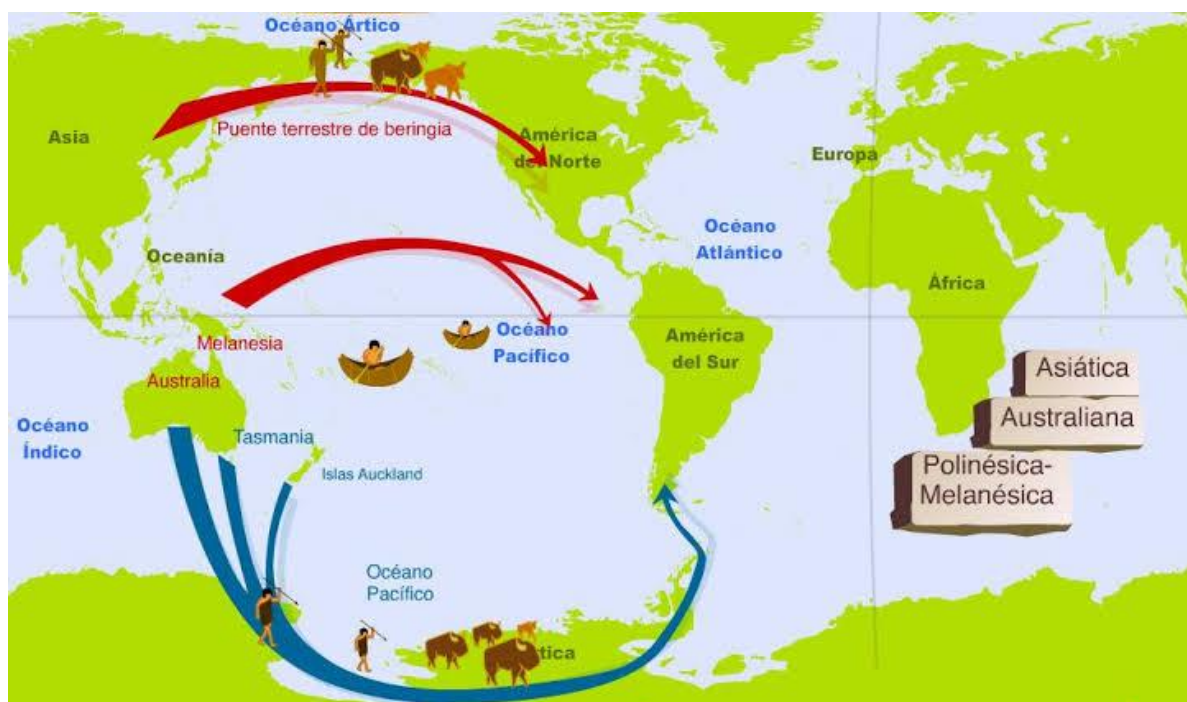 Océano Ártico
Puente terrestre de beringia
Asia
América
del Norte
Europa
Océano
Atlántico
Oceanía
África
Melanesia
Océano
Pacífico
América
del Sur
Australia
Asiática
Australiana
Océano
Índico
Tasmania
Islas Auckland
Polinésica-
Melanésica
Océano
Pacífico